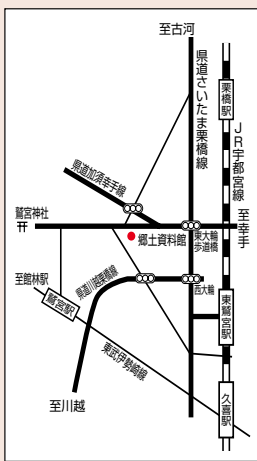 至古河
県道さいたま栗橋線
栗橋駅
JR宇都宮線
県道加須幸手線
鷲宮神社
至幸手
郷土資料館
東大輪
歩道橋
至館林駅
県道川越栗橋線
西大輪
鷲宮駅
東鷲宮駅
東武伊勢崎線
久喜駅
至川越